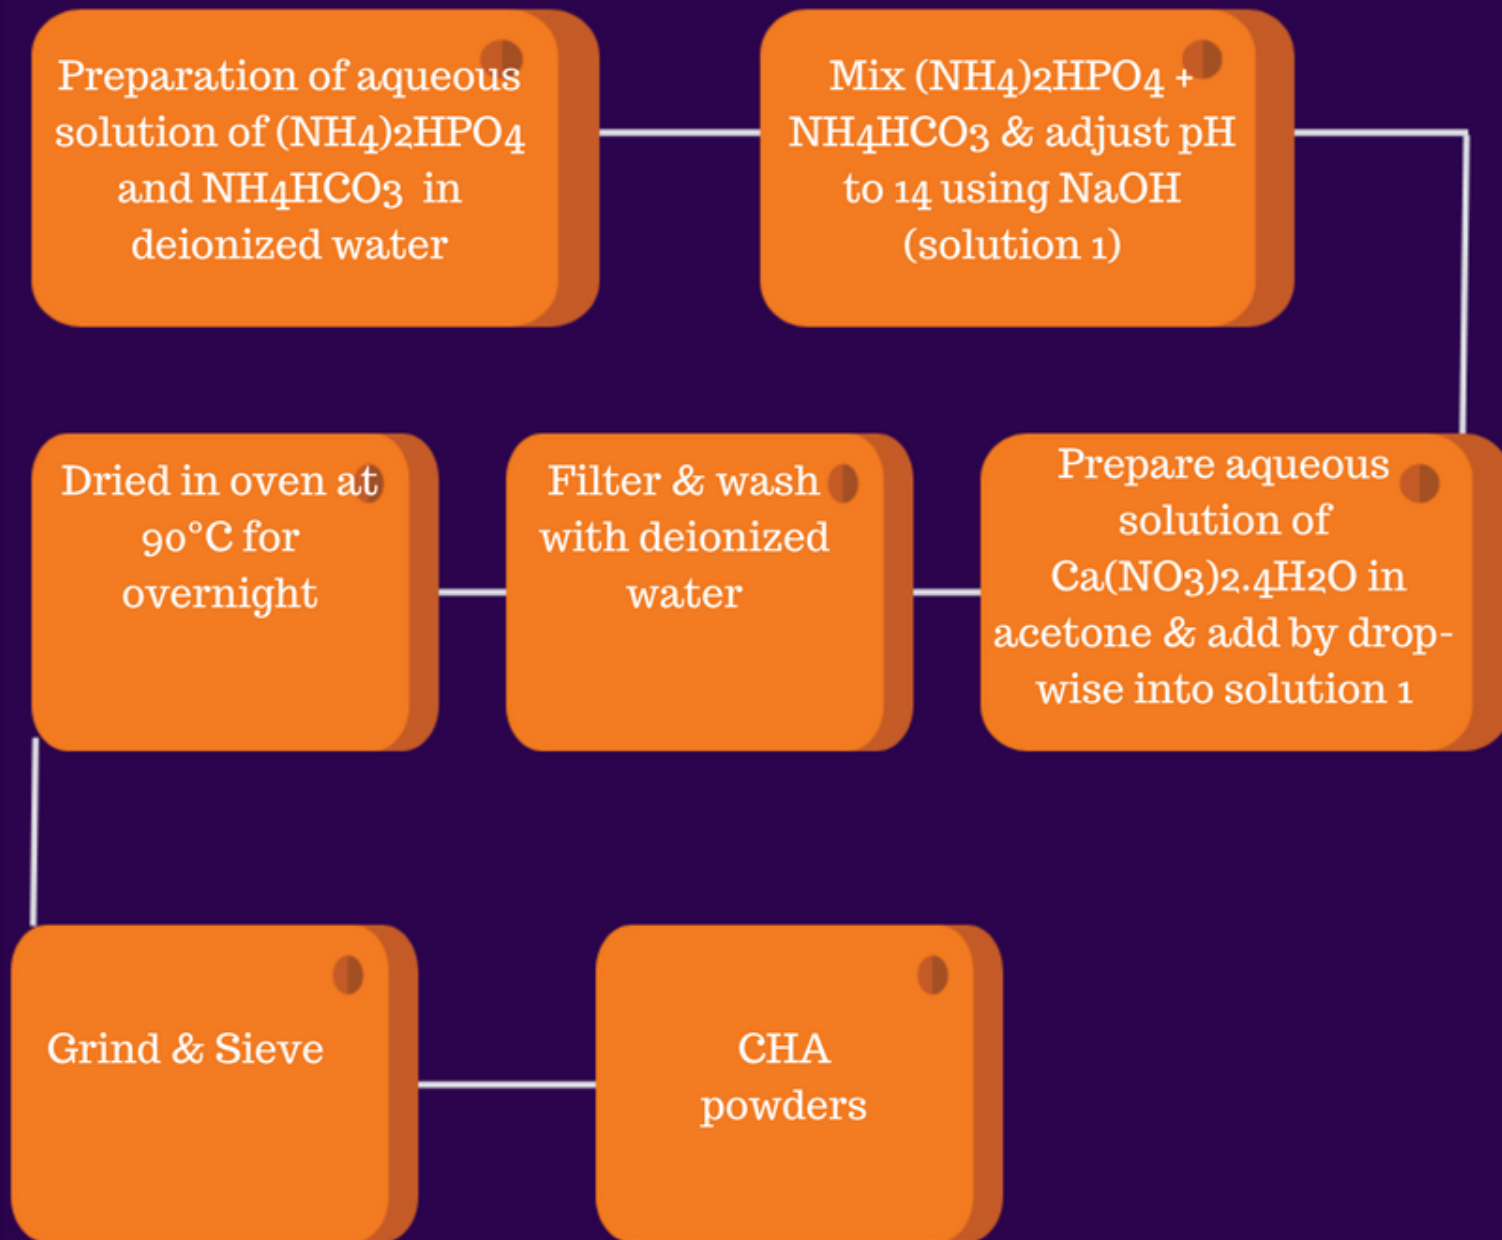 Preparation of aqueous
solution of (NH4)2HPO4
and NH4HCO3 in
deionized water
Mix (NH4)2HPO4 +
NH4HCO3 & adjust pH
to 14 using NaOH
(solution 1)
Prepare aqueous
solution of
Ca(NO3)2.4H2O in
acetone & add by drop-
wise into solution 1
Filter & wash
with deionized
water
Dried in oven at
90°C for
overnight
Grind & Sieve
CHA
powders